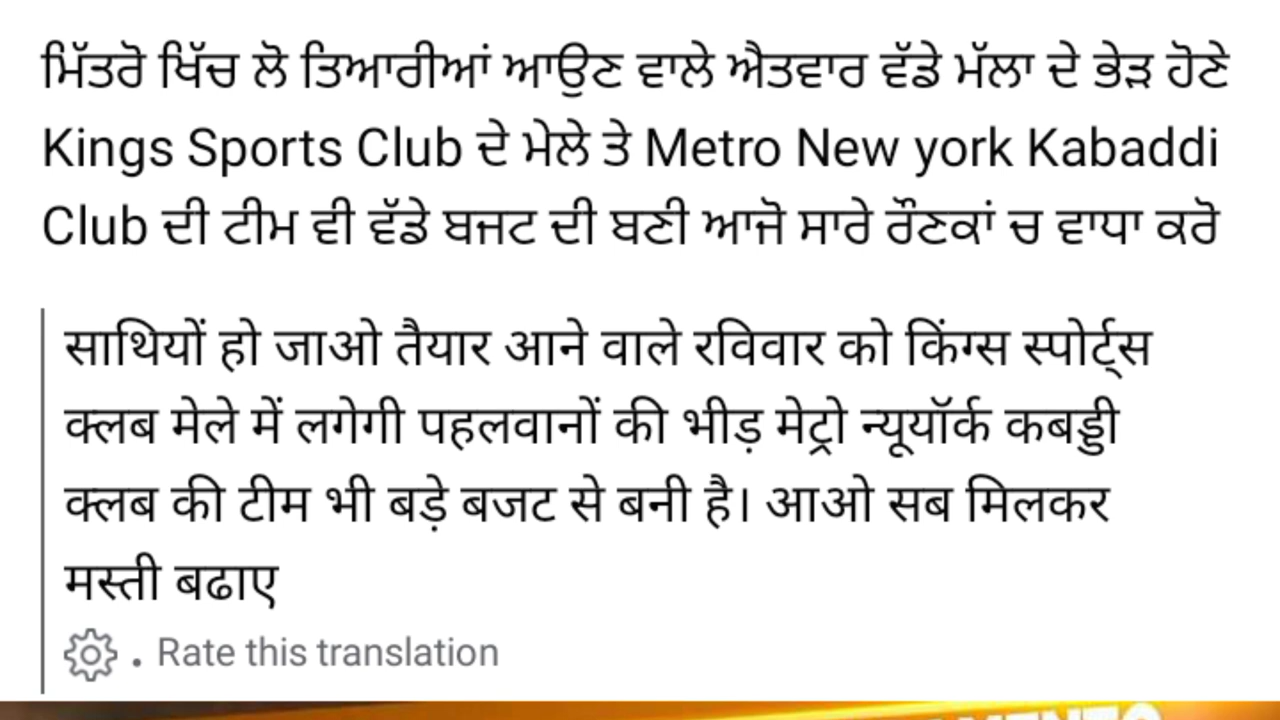 ਮਿੱਤਰੋ ਖਿੱਚ ਲੋ ਤਿਆਰੀਆਂ ਆਉਣ ਵਾਲੇ ਐਤਵਾਰ ਵੱਡੇ ਮੱਲਾ ਦੇ ਭੇੜ ਹੋਣੇ
Kings Sports Club ਦੇ ਮੇਲੇ ਤੇ Metro New york Kabaddi
Club ਦੀ ਟੀਮ ਵੀ ਵੱਡੇ ਬਜਟ ਦੀ ਬਣੀ ਆਜੋ ਸਾਰੇ ਰੌਣਕਾਂ ਚ ਵਾਧਾ ਕਰੋ
साथियों हो जाओ तैयार आने वाले रविवार को किंग्स स्पोर्ट्स
क्लब मेले में लगेगी पहलवानों की भीड़ मेट्रो न्यूयॉर्क कबड्डी
क्लब की टीम भी बड़े बजट से बनी है। आओ सब मिलकर
मस्ती बढाए
. Rate this translation